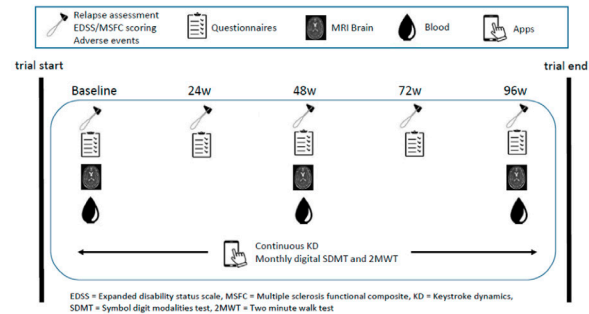 Relapse assessment
EDSS/MSFC scoring
Adverse events
Questionnaires
MRI Brain
Blood
Apps
trial start
trial end
Baseline
24w
48w
72w
96w
Continuous KD
Monthly digital SDMT and 2MWT
EDSS = Expanded disability status scale, MSFC = Multiple sclerosis functional composite, KD = Keystroke dynamics,
SDMT = Symbol digit modalities test, 2MWT = Two minute walk test